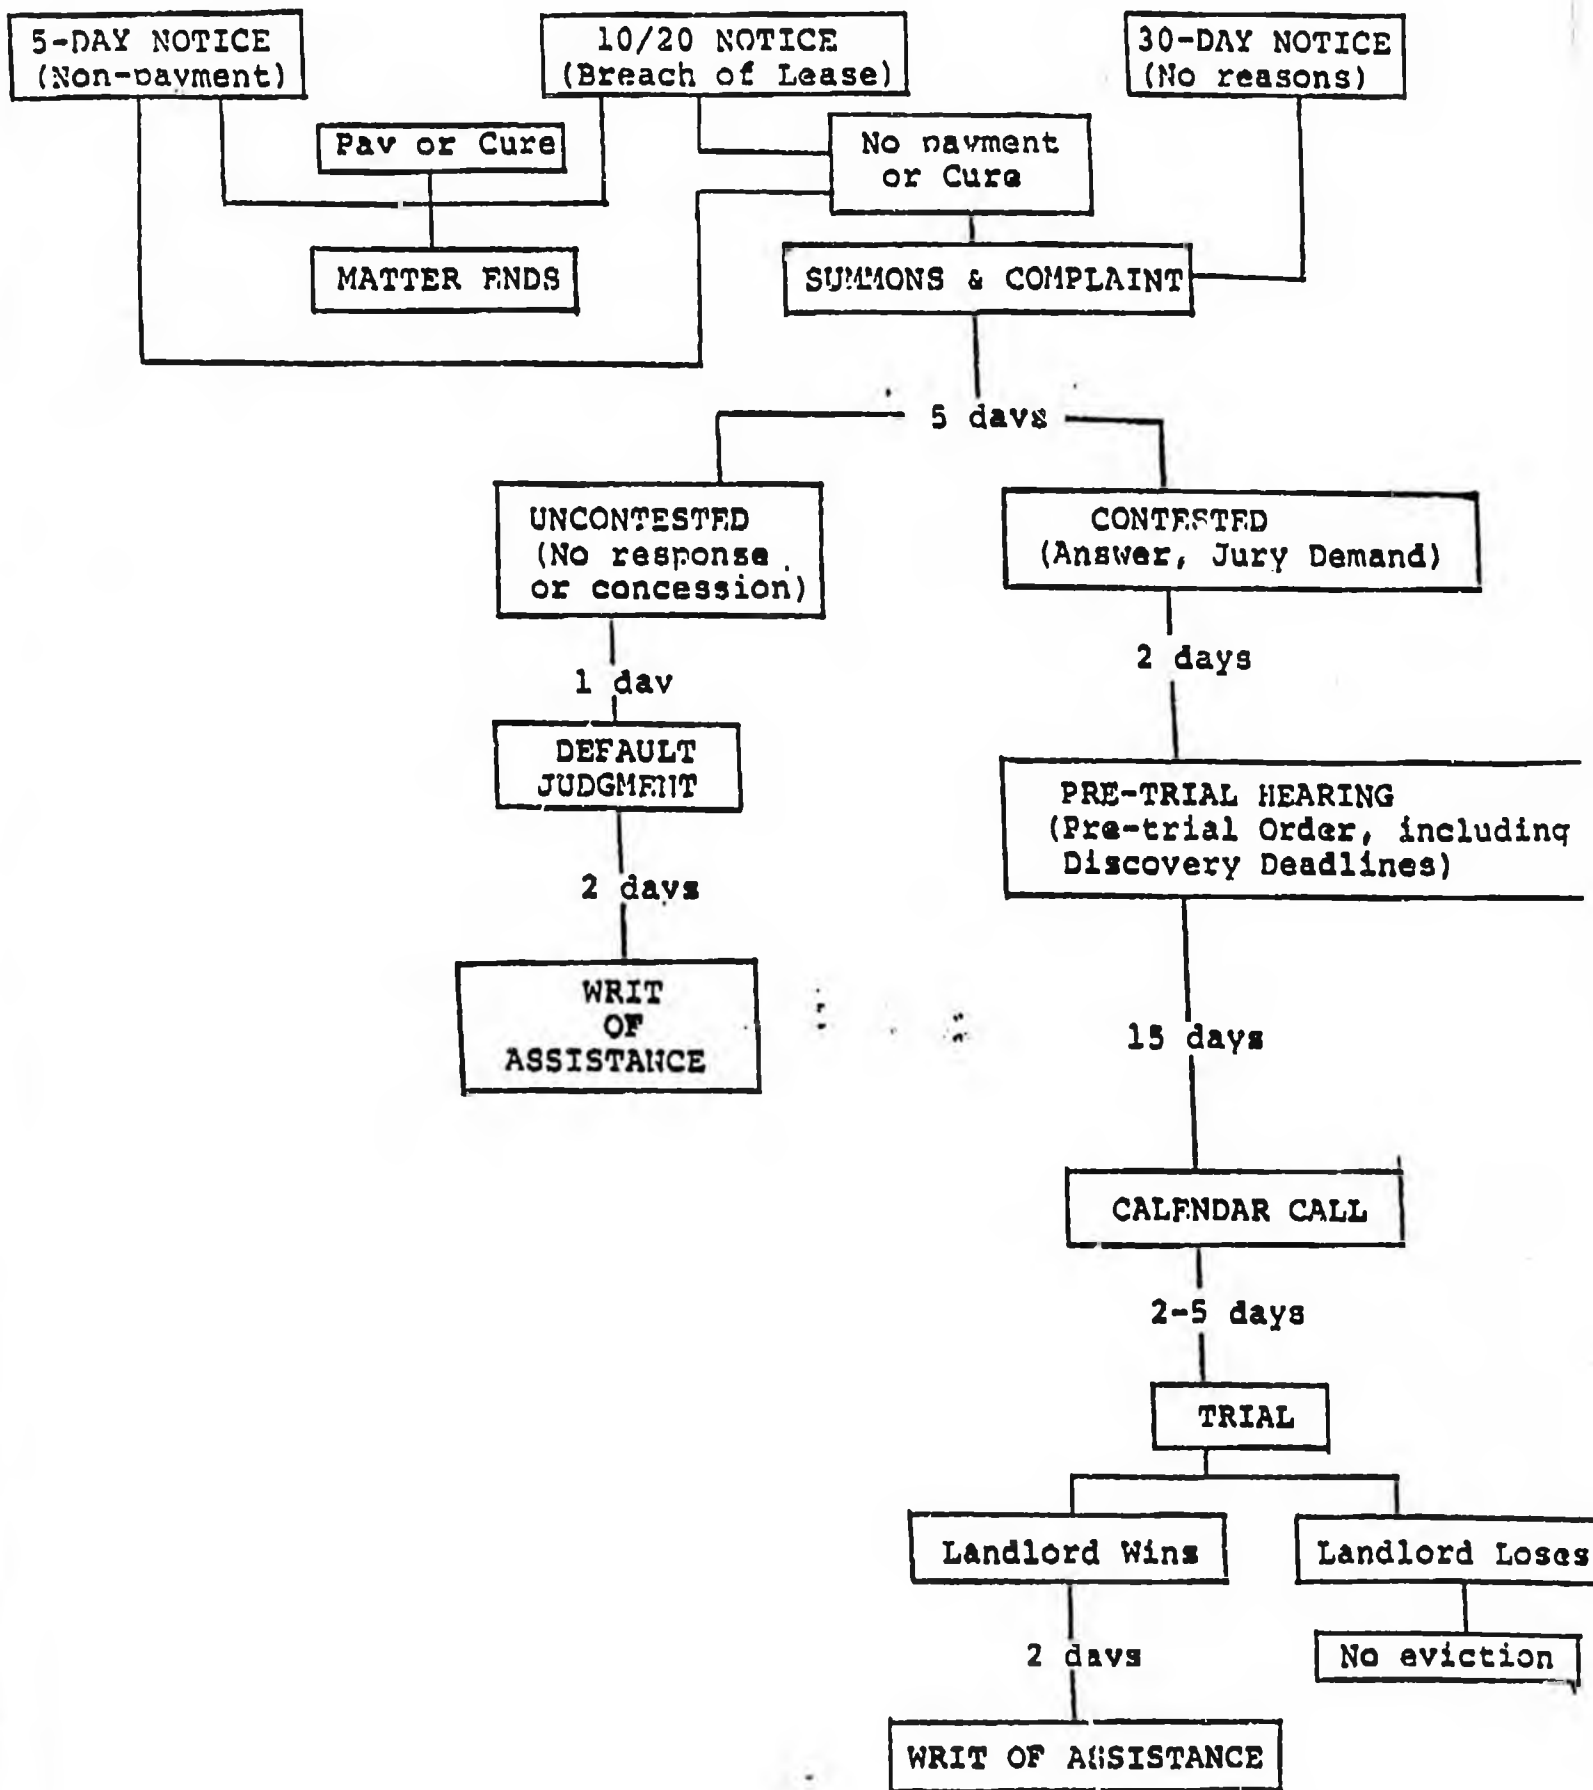 5-DAY NOTICE
(Non-payment)
10/20 NOTICE
(Breach of Lease)
30-DAY NOTICE
(No reasons)
Pay or Cure
No payment
or Cure
MATTER ENDS
SUMMONS & COMPLAINT
5 days
UNCONTESTED
(No response
or concession)
CONTESTED
(Answer, Jury Demand)
1 day
2 days
DEFAULT
JUDGMENT
PRE-TRIAL HEARING
(Pre-trial Order, including
Discovery Deadlines)
2 days
WRIT
OF
ASSISTANCE
15 days
CALENDAR CALL
2-5 days
TRIAL
Landlord Wins
Landlord Loses
2 days
No eviction
WRIT OF ASSISTANCE